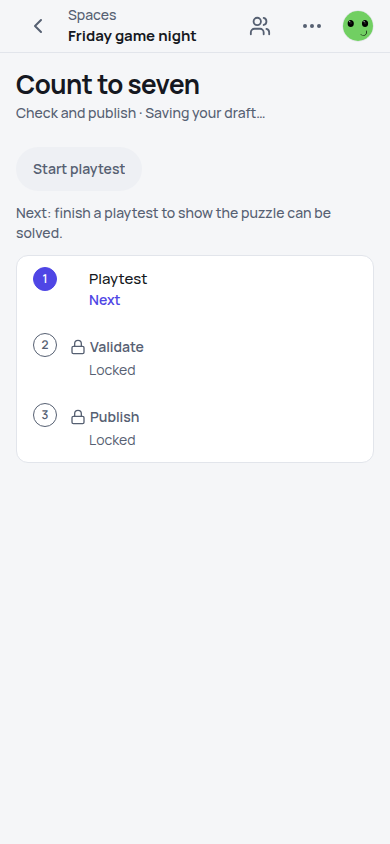 Spaces
Friday game night
Count to seven
Check and publish · Saving your draft…
Start playtest
Next: finish a playtest to show the puzzle can be
solved.
1
Playtest
Next
2
Validate
Locked
3
Publish
Locked